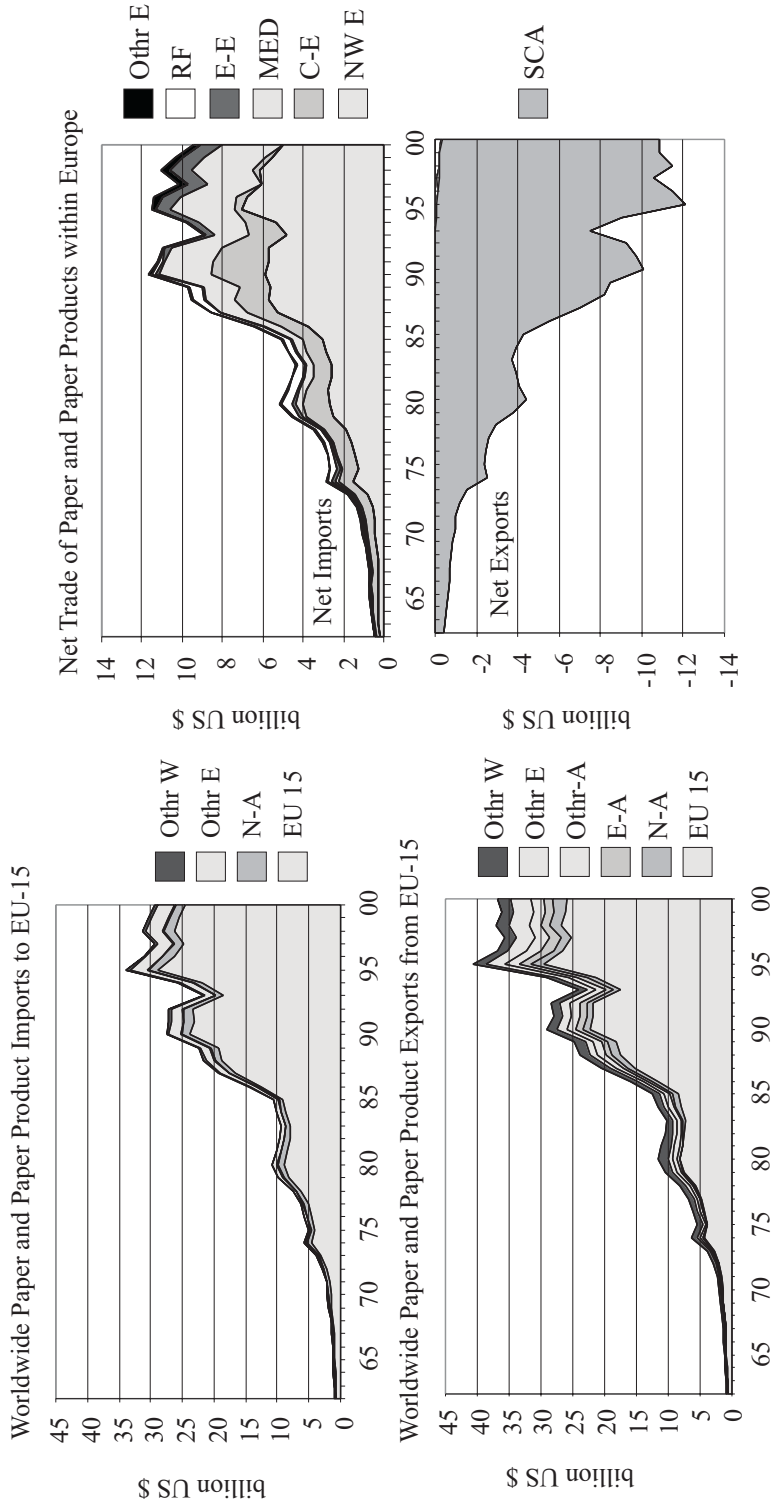 Worldwide Paper and Paper Product Imports to EU-15
billion US $
45
40
35
30
25
20
15
10
5
0
65 70 75 80 85 90 95 00
Othr W
Othr E
N-A
EU 15
Net Trade of Paper and Paper Products within Europe
billion US $
14
12
10
8
6
4
2
0
Net Imports
65 70 75 80 85 90 95 00
Othr E
RF
E-E
MED
C-E
NW E
Worldwide Paper and Paper Product Exports from EU-15
billion US $
45
40
35
30
25
20
15
10
5
0
65 70 75 80 85 90 95 00
Othr W
Othr E
Othr-A
E-A
N-A
EU 15
billion US $
0
-2
-4
-6
-8
-10
-12
-14
Net Exports
SCA